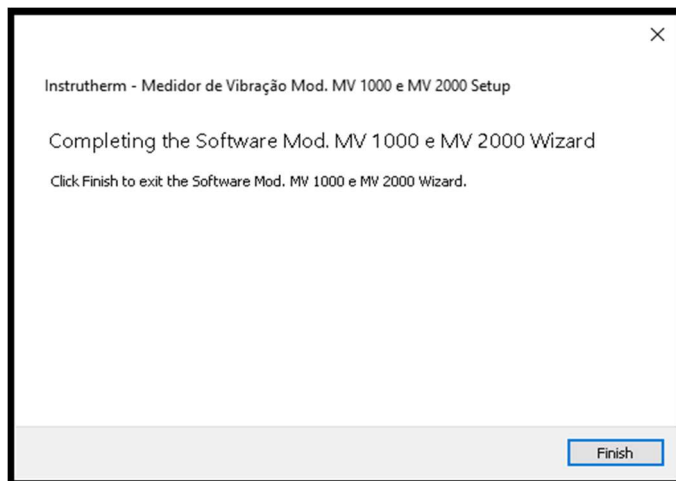 Instrutherm - Medidor de Vibração Mod. MV 1000 e MV 2000 Setup
Completing the Software Mod. MV 1000 e MV 2000 Wizard
Click Finish to exit the Software Mod. MV 1000 e MV 2000 Wizard.
Finish